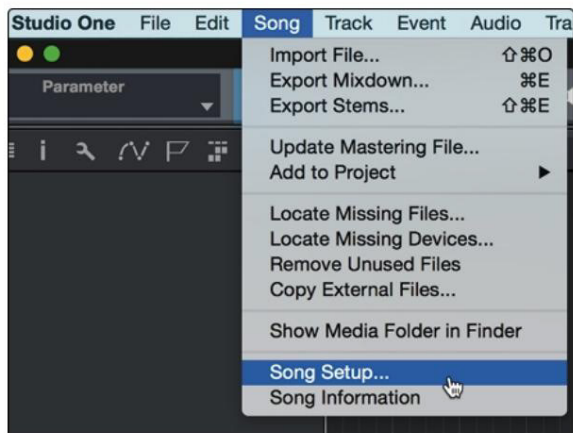 Studio One File Edit Song Track Event Audio Tra
Parameter
Import File... ⇧⌘O
Export Mixdown... ⌘E
Export Stems... ⇧⌘E
Update Mastering File...
Add to Project
Locate Missing Files...
Locate Missing Devices...
Remove Unused Files
Copy External Files...
Show Media Folder in Finder
Song Setup...
Song Information